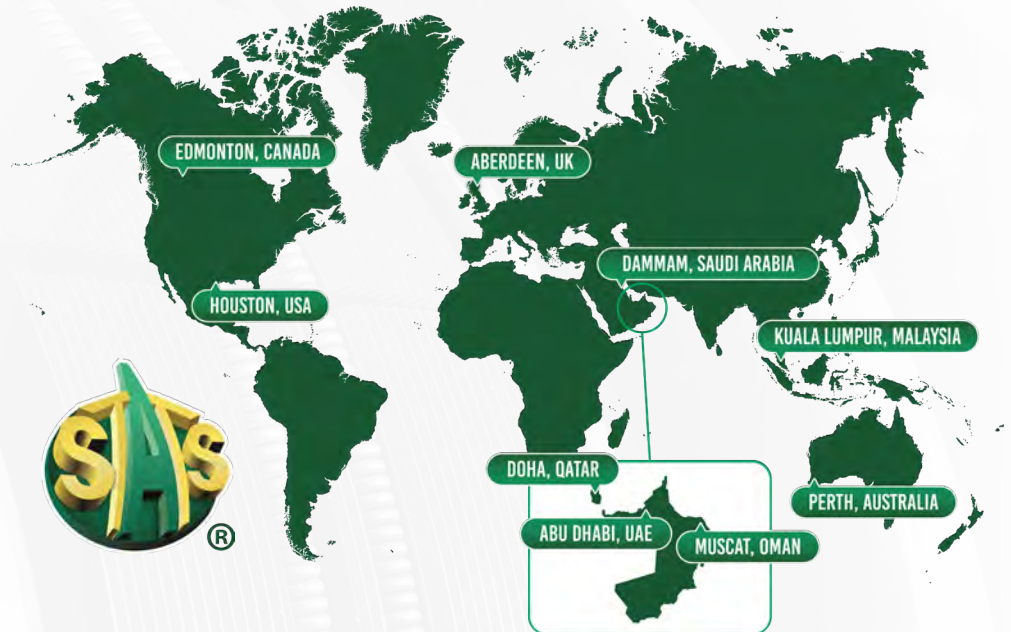 EDMONTON, CANADA
ABERDEEN, UK
DAMMAM, SAUDI ARABIA
HOUSTON, USA
KUALA LUMPUR, MALAYSIA
SAS
®
DOHA, QATAR
PERTH, AUSTRALIA
ABU DHABI, UAE
MUSCAT, OMAN